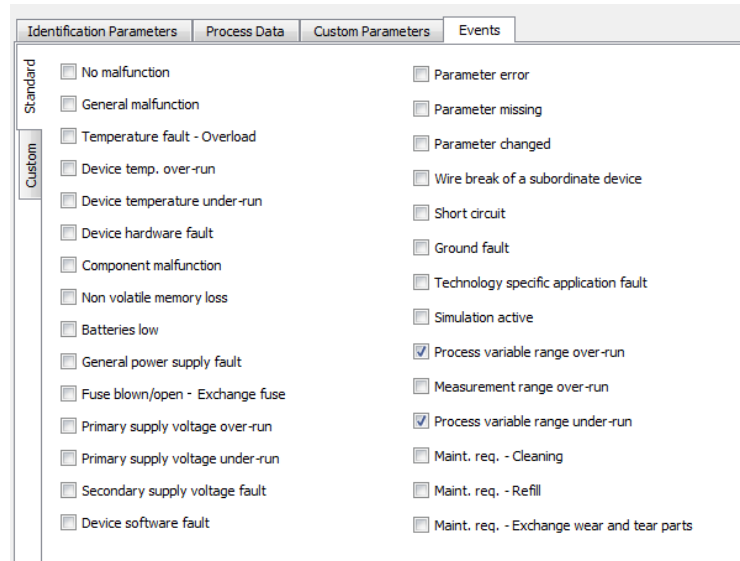 Identification Parameters
Process Data
Custom Parameters
Events
Standard
Custom
No malfunction
General malfunction
Temperature fault - Overload
Device temp. over-run
Device temperature under-run
Device hardware fault
Component malfunction
Non volatile memory loss
Batteries low
General power supply fault
Fuse blown/open - Exchange fuse
Primary supply voltage over-run
Primary supply voltage under-run
Secondary supply voltage fault
Device software fault
Parameter error
Parameter missing
Parameter changed
Wire break of a subordinate device
Short circuit
Ground fault
Technology specific application fault
Simulation active
Process variable range over-run
Measurement range over-run
Process variable range under-run
Maint. req. - Cleaning
Maint. req. - Refill
Maint. req. - Exchange wear and tear parts